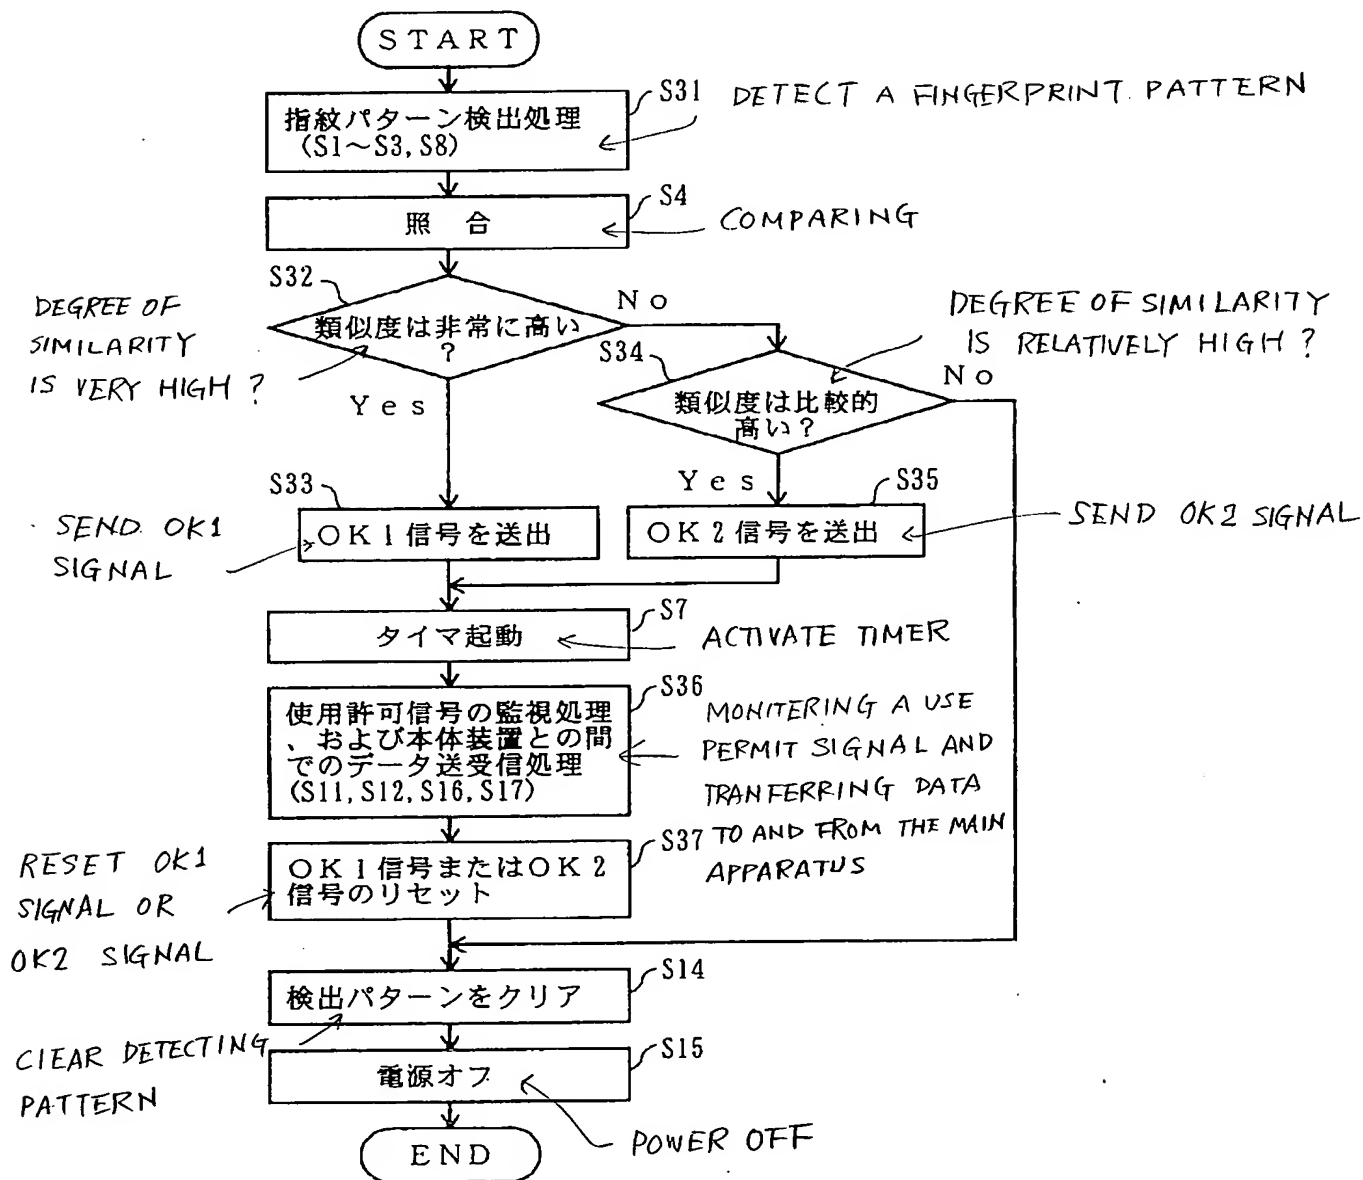 START
S31
DETECT A FINGERPRINT PATTERN
指紋パターン検出処理
(S1〜S3,S8)
S4
照 合
COMPARING
S32
DEGREE OF
SIMILARITY
IS VERY HIGH ?
類似度は非常に高い
?
No
Yes
DEGREE OF SIMILARITY
IS RELATIVELY HIGH ?
S34
類似度は比較的
高い?
No
Yes
S33
SEND OK1
SIGNAL
OK1信号を送出
S35
OK2信号を送出
SEND OK2 SIGNAL
S7
タイマ起動
ACTIVATE TIMER
S36
使用許可信号の監視処理
、および本体装置との間
でのデータ送受信処理
(S11,S12,S16,S17)
MONITERING A USE
PERMIT SIGNAL AND
TRANFERRING DATA
TO AND FROM THE MAIN
APPARATUS
S37
RESET OK1
SIGNAL OR
OK2 SIGNAL
OK1信号またはOK2
信号のリセット
S14
検出パターンをクリア
CLEAR DETECTING
PATTERN
S15
電源オフ
POWER OFF
END